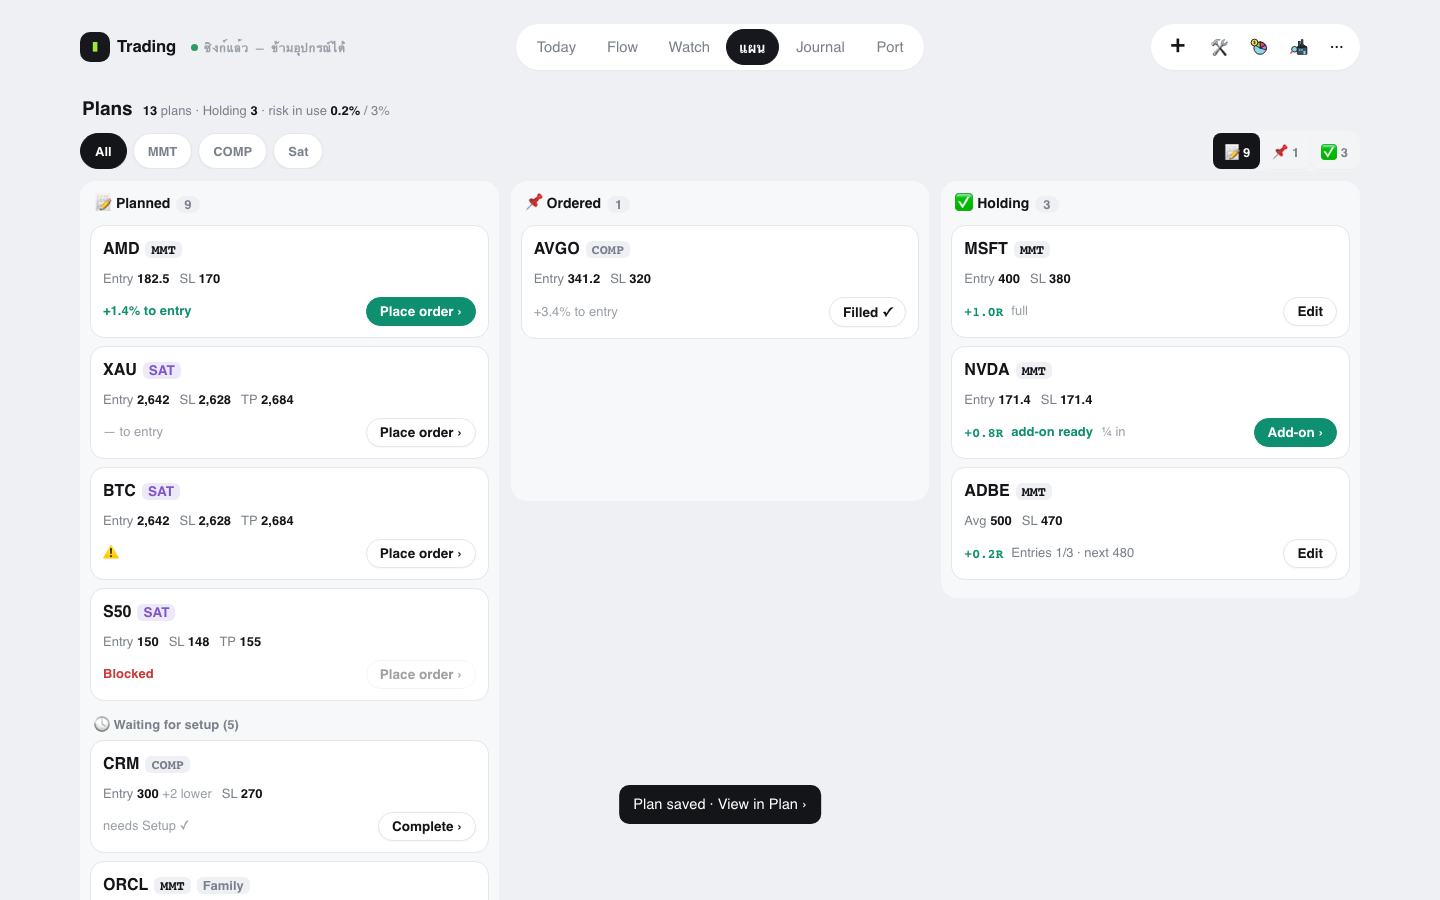 Trading
ซิงก์แล้ว — ข้ามอุปกรณ์ได้
Today
Flow
Watch
แผน
Journal
Port
Plans 13 plans · Holding 3 · risk in use 0.2% / 3%
All
MMT
COMP
Sat
📝 9
📌 1
✅ 3
📝 Planned 9
AMD MMT
Entry 182.5 SL 170
+1.4% to entry
Place order ›
XAU SAT
Entry 2,642 SL 2,628 TP 2,684
— to entry
Place order ›
BTC SAT
Entry 2,642 SL 2,628 TP 2,684
⚠️
Place order ›
S50 SAT
Entry 150 SL 148 TP 155
Blocked
Place order ›
🕓 Waiting for setup (5)
CRM COMP
Entry 300 +2 lower SL 270
needs Setup ✓
Complete ›
ORCL MMT Family
📌 Ordered 1
AVGO COMP
Entry 341.2 SL 320
+3.4% to entry
Filled ✓
✅ Holding 3
MSFT MMT
Entry 400 SL 380
+1.0R full
Edit
NVDA MMT
Entry 171.4 SL 171.4
+0.8R add-on ready ¼ in
Add-on ›
ADBE MMT
Avg 500 SL 470
+0.2R Entries 1/3 · next 480
Edit
Plan saved · View in Plan ›